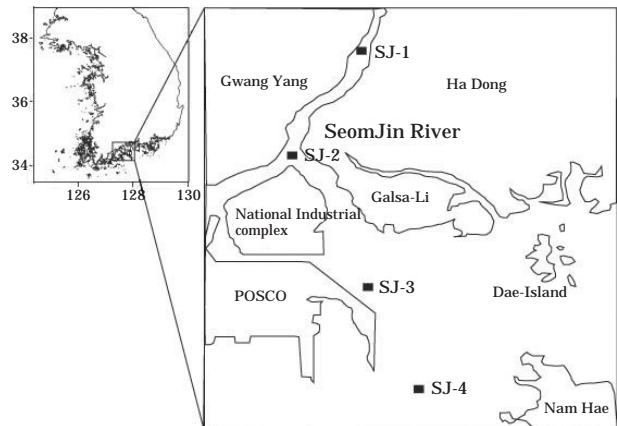 38
36
34
126
128
130
SJ-1
Gwang Yang
Ha Dong
SeomJin River
SJ-2
Galsa-Li
National Industrial
complex
SJ-3
POSCO
Dae-Island
SJ-4
Nam Hae